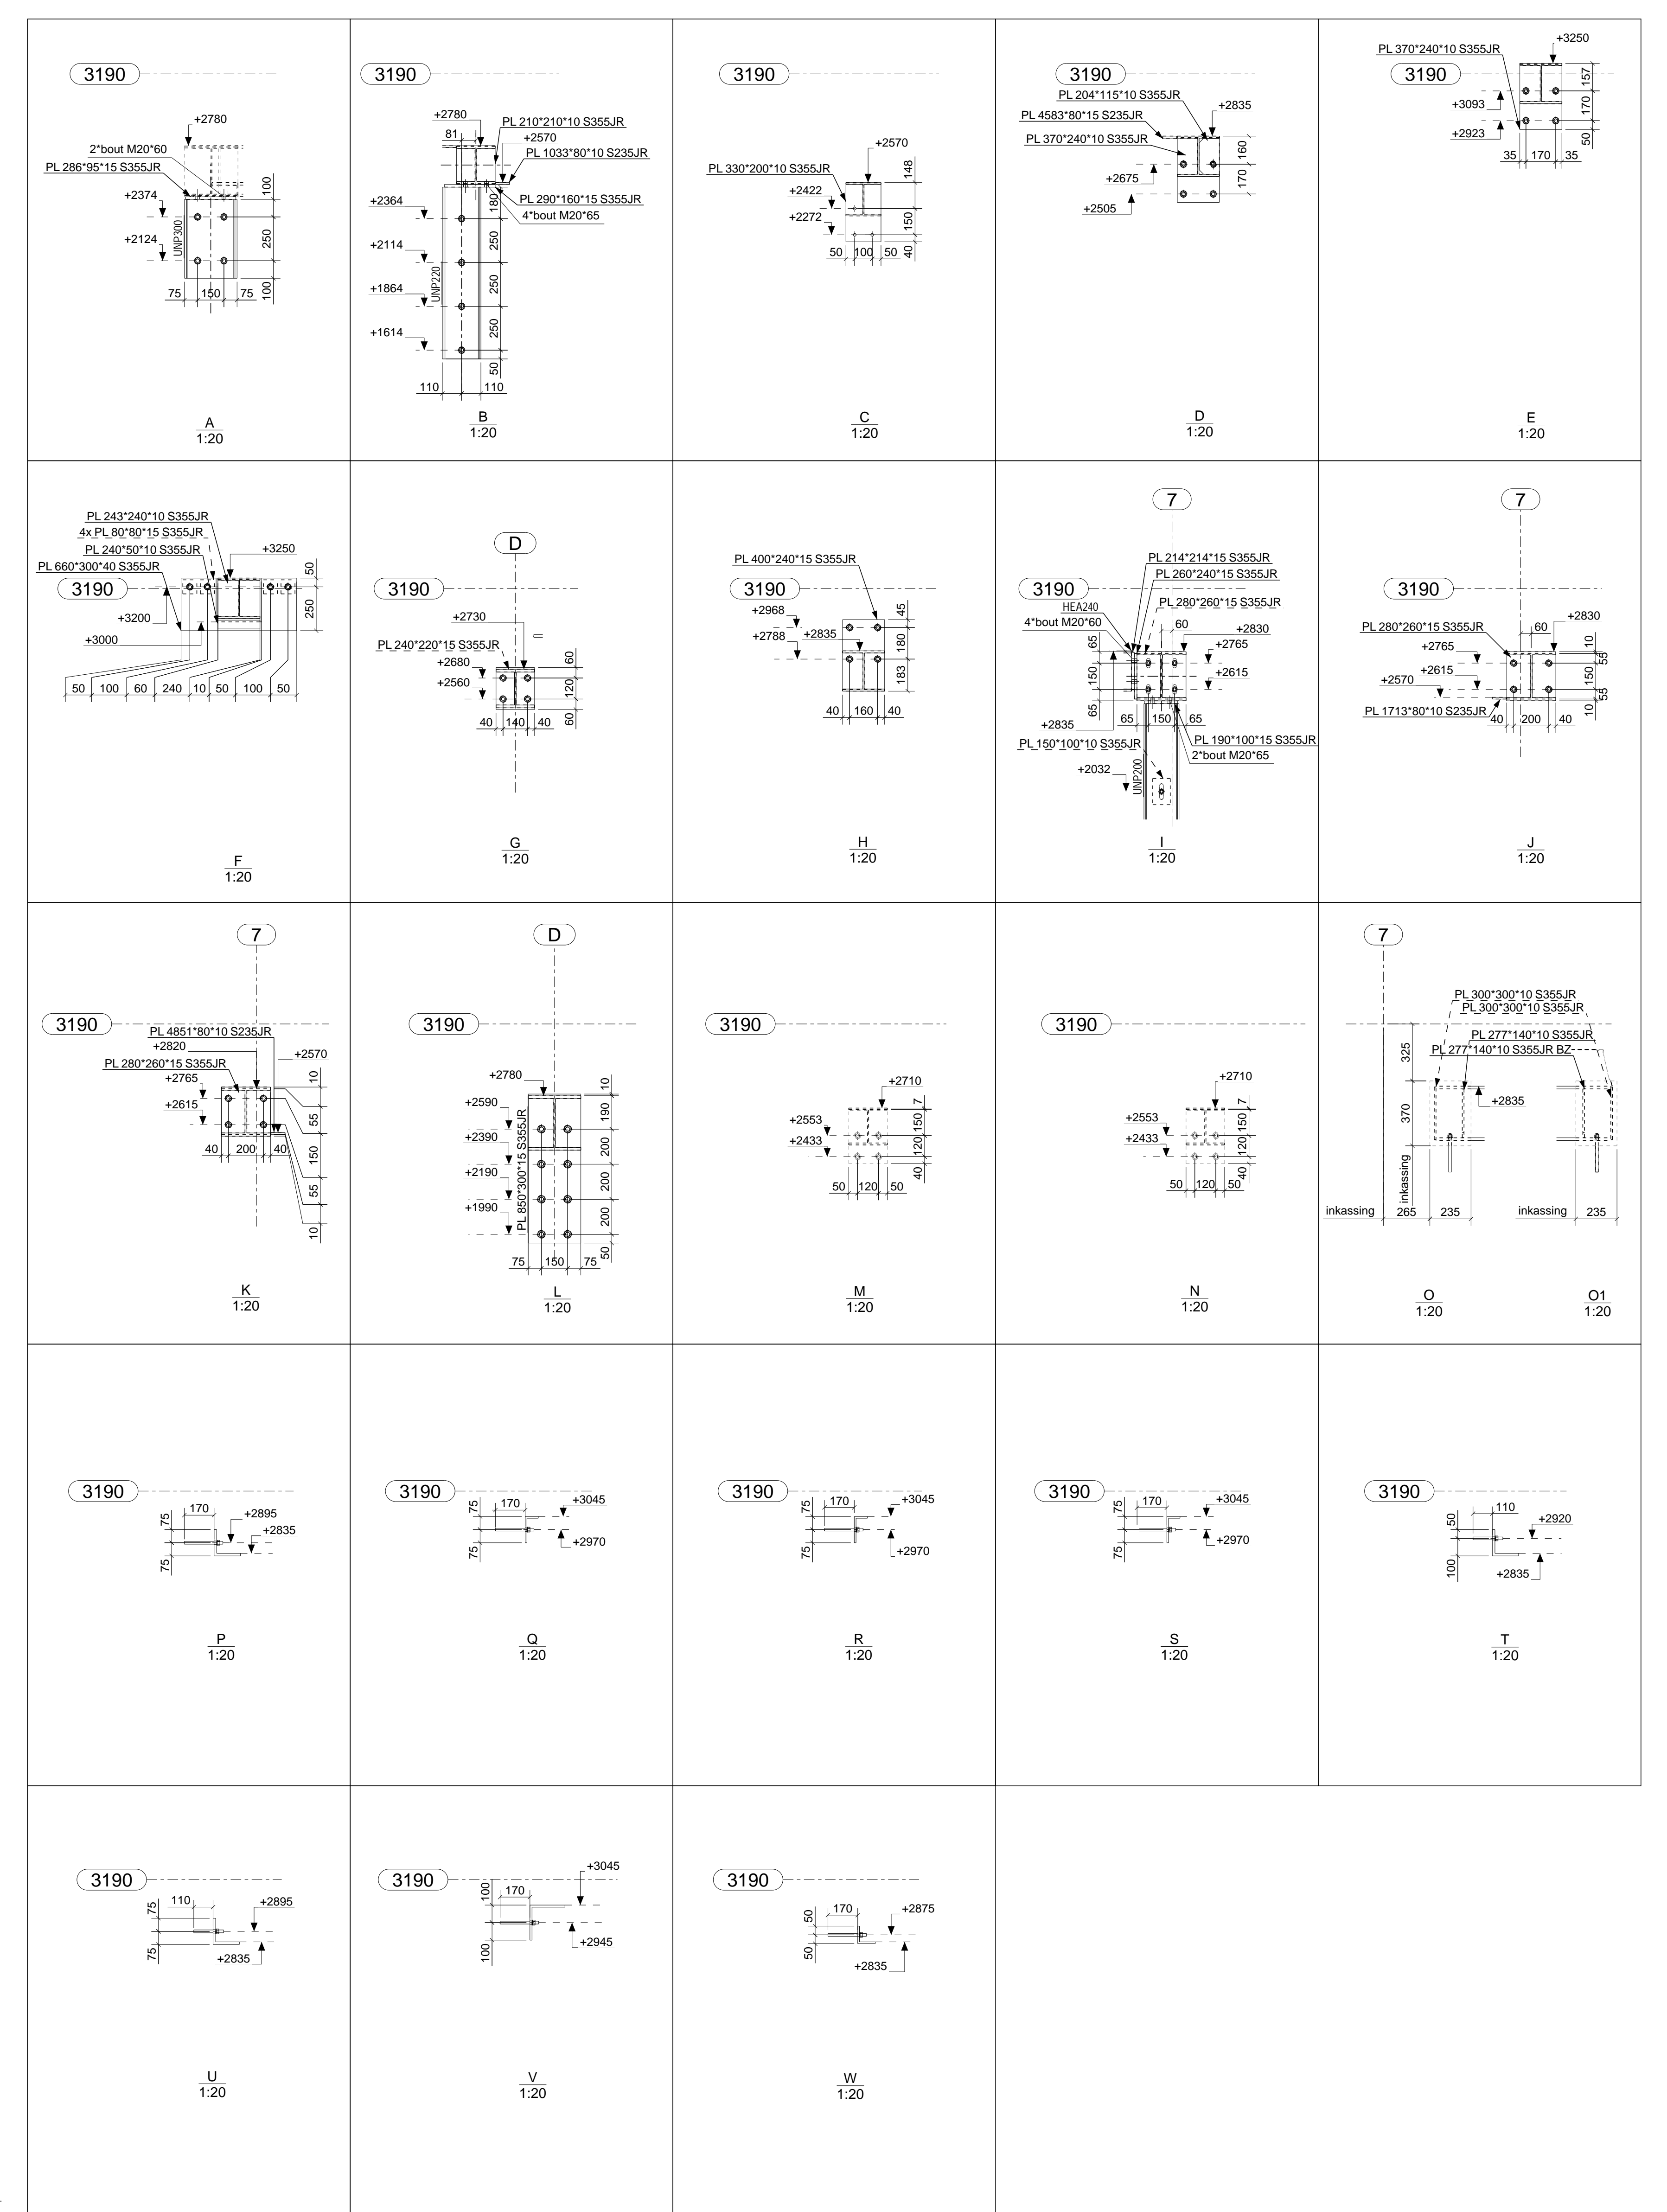 3190
+2780
2*bout M20*60
PL 286*95*15 S355JR
+2374
+2124
UNP300
100
250
100
75 150 75
A
1:20
3190
+2780
81
PL 210*210*10 S355JR
+2570
PL 1033*80*10 S235JR
PL 290*160*15 S355JR
4*bout M20*65
+2364
+2114
+1864
+1614
UNP220
180
250
250
250
50
110 110
B
1:20
3190
+2570
PL 330*200*10 S355JR
+2422
+2272
148
150
40
50 100 50
C
1:20
3190
PL 204*115*10 S355JR
+2835
PL 4583*80*15 S235JR
PL 370*240*10 S355JR
+2675
+2505
160
170
D
1:20
+3250
PL 370*240*10 S355JR
3190
+3093
+2923
157
170
50
35 170 35
E
1:20
PL 243*240*10 S355JR
4x PL 80*80*15 S355JR
PL 240*50*10 S355JR
PL 660*300*40 S355JR
+3250
3190
+3200
+3000
50
250
50 100 60 240 10 50 100 50
F
1:20
D
3190
+2730
PL 240*220*15 S355JR
+2680
+2560
60
120
60
40 140 40
G
1:20
PL 400*240*15 S355JR
3190
+2968
+2788
+2835
45
180
183
40 160 40
H
1:20
7
PL 214*214*15 S355JR
PL 260*240*15 S355JR
3190
PL 280*260*15 S355JR
HEA240
4*bout M20*60
60
+2830
+2765
+2615
65
150
65
+2835
65 150 65
PL 190*100*15 S355JR
PL 150*100*10 S355JR
2*bout M20*65
+2032
UNP200
I
1:20
7
3190
+2830
PL 280*260*15 S355JR
60
+2765
+2615
+2570
PL 1713*80*10 S235JR
10
55
150
55
10
40 200 40
J
1:20
7
3190
PL 4851*80*10 S235JR
+2820
+2570
PL 280*260*15 S355JR
+2765
+2615
10
55
150
55
10
40 200 40
K
1:20
D
3190
+2780
+2590
+2390
+2190
+1990
PL 850*300*15 S355JR
10
190
200
200
200
50
75 150 75
L
1:20
3190
+2710
+2553
+2433
7
150
120
40
50 120 50
M
1:20
3190
+2710
+2553
+2433
7
150
120
40
50 120 50
N
1:20
7
PL 300*300*10 S355JR
PL 300*300*10 S355JR
PL 277*140*10 S355JR
PL 277*140*10 S355JR BZ
325
370
+2835
inkassing
inkassing 265 235
inkassing 235
O
1:20
O1
1:20
3190
170
75
75
+2895
+2835
P
1:20
3190
170
75
75
+3045
+2970
Q
1:20
3190
170
75
75
+3045
+2970
R
1:20
3190
170
75
75
+3045
+2970
S
1:20
3190
110
50
100
+2920
+2835
T
1:20
3190
110
75
75
+2895
+2835
U
1:20
3190
170
100
100
+3045
+2945
V
1:20
3190
170
50
50
+2875
+2835
W
1:20